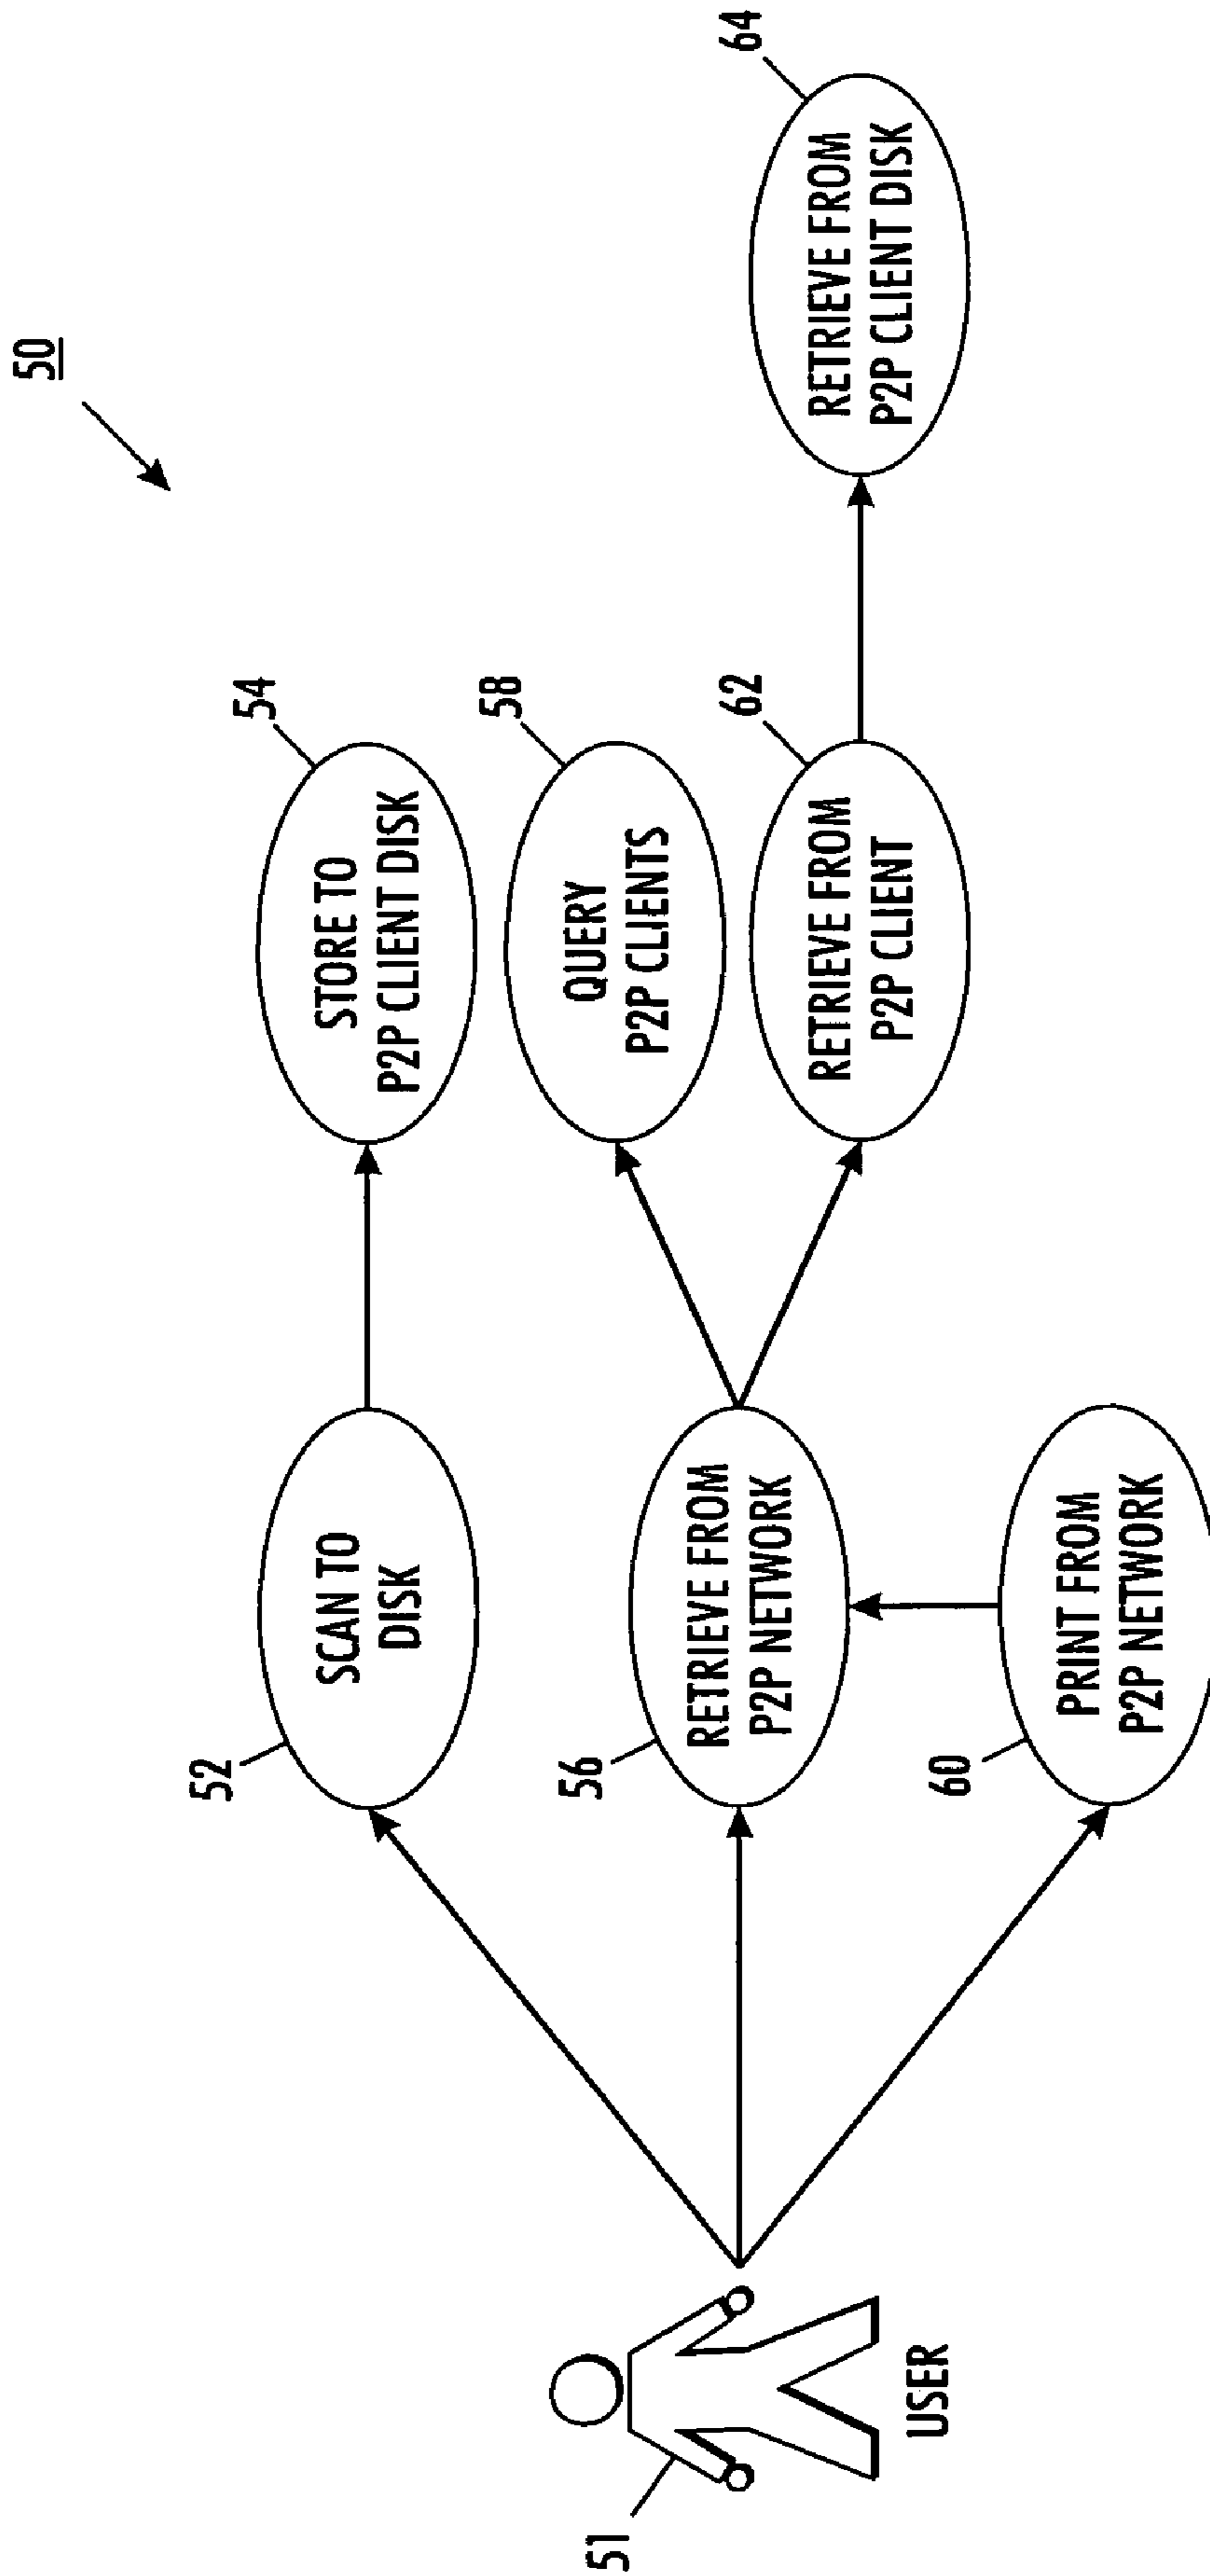 50
51
USER
52
SCAN TO
DISK
54
STORE TO
P2P CLIENT DISK
56
RETRIEVE FROM
P2P NETWORK
58
QUERY
P2P CLIENTS
60
PRINT FROM
P2P NETWORK
62
RETRIEVE FROM
P2P CLIENT
64
RETRIEVE FROM
P2P CLIENT DISK